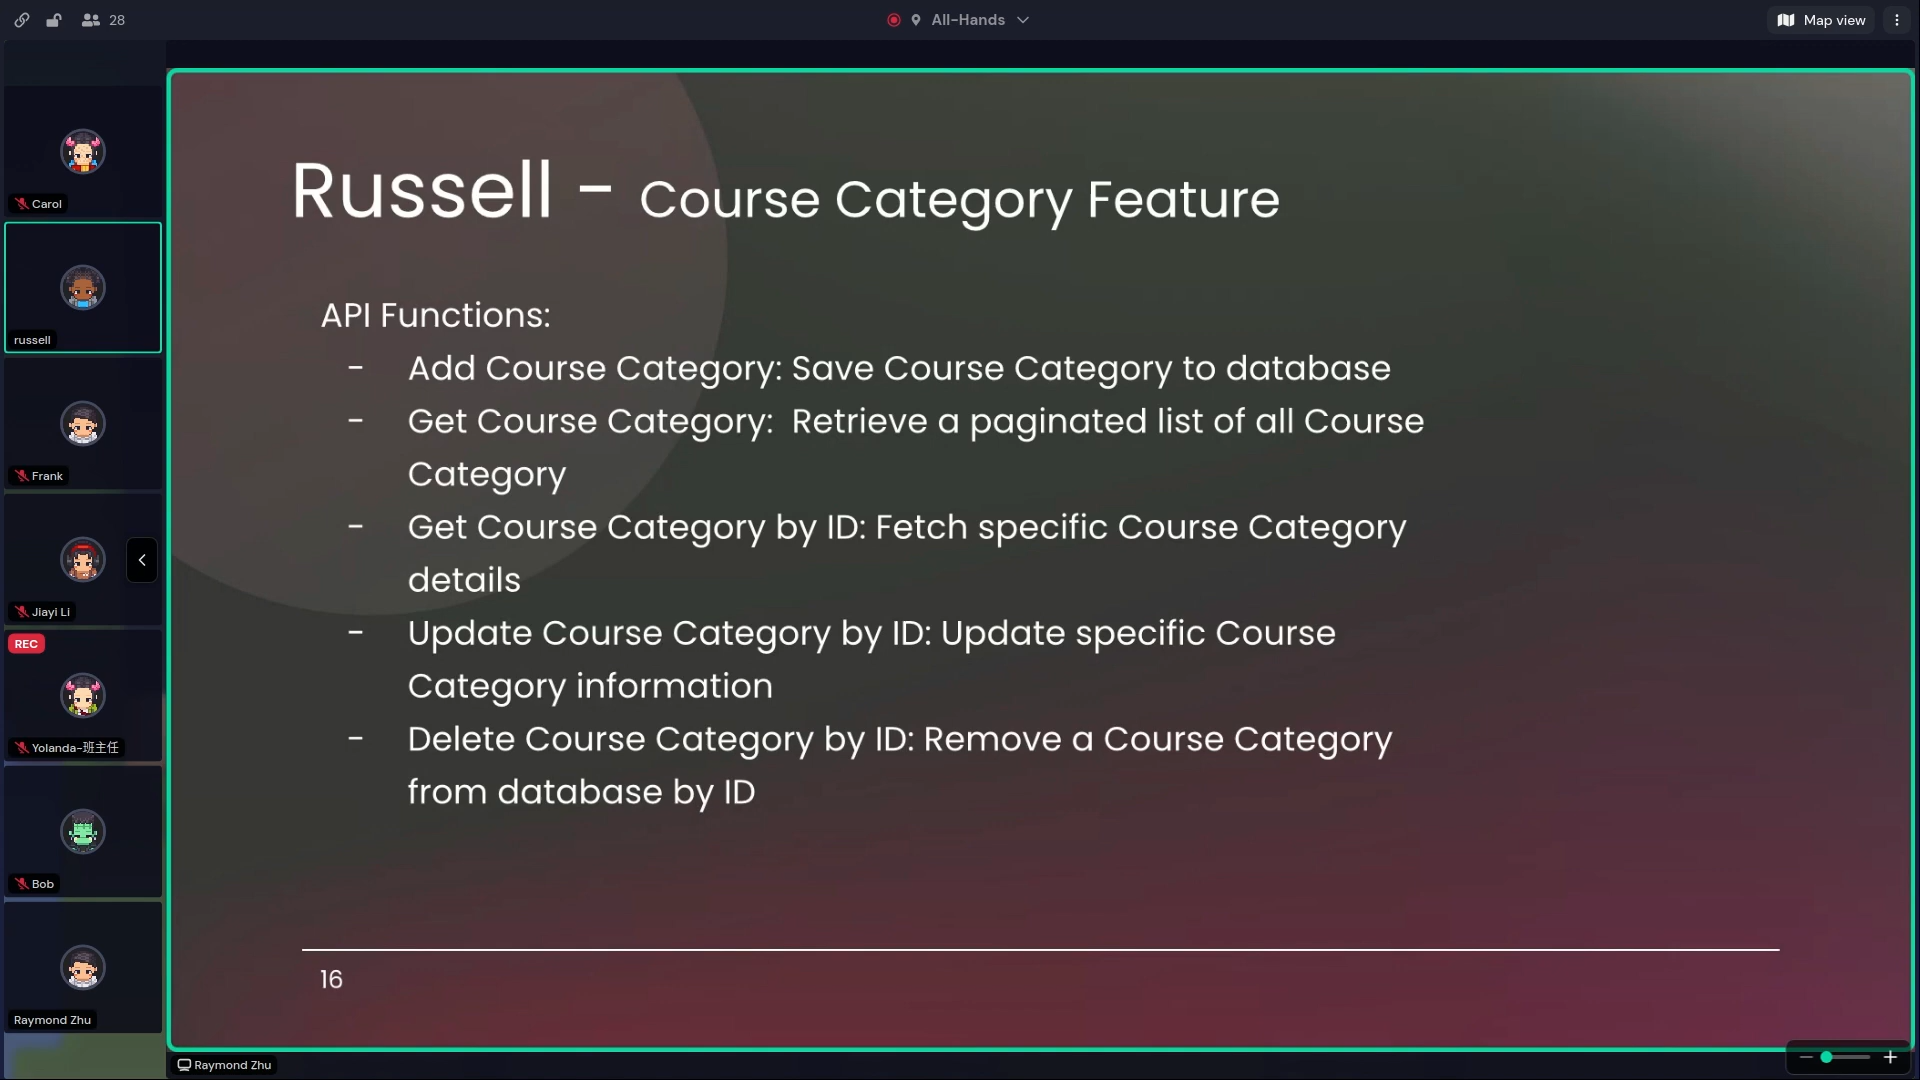 28
All-Hands
Map view
Carol
russell
Frank
Jiayi Li
REC
Yolanda-班主任
Bob
Raymond Zhu
Russell - Course Category Feature
API Functions:
- Add Course Category: Save Course Category to database
- Get Course Category: Retrieve a paginated list of all Course
Category
- Get Course Category by ID: Fetch specific Course Category
details
- Update Course Category by ID: Update specific Course
Category information
- Delete Course Category by ID: Remove a Course Category
from database by ID
16
Raymond Zhu